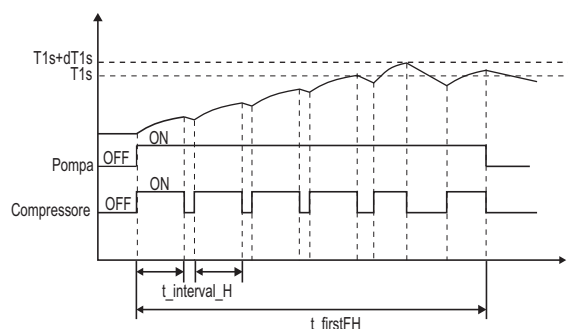 T1s+dT1s
T1s
ON
Pompa
OFF
ON
Compressore
OFF
t_interval_H
t_firstFH